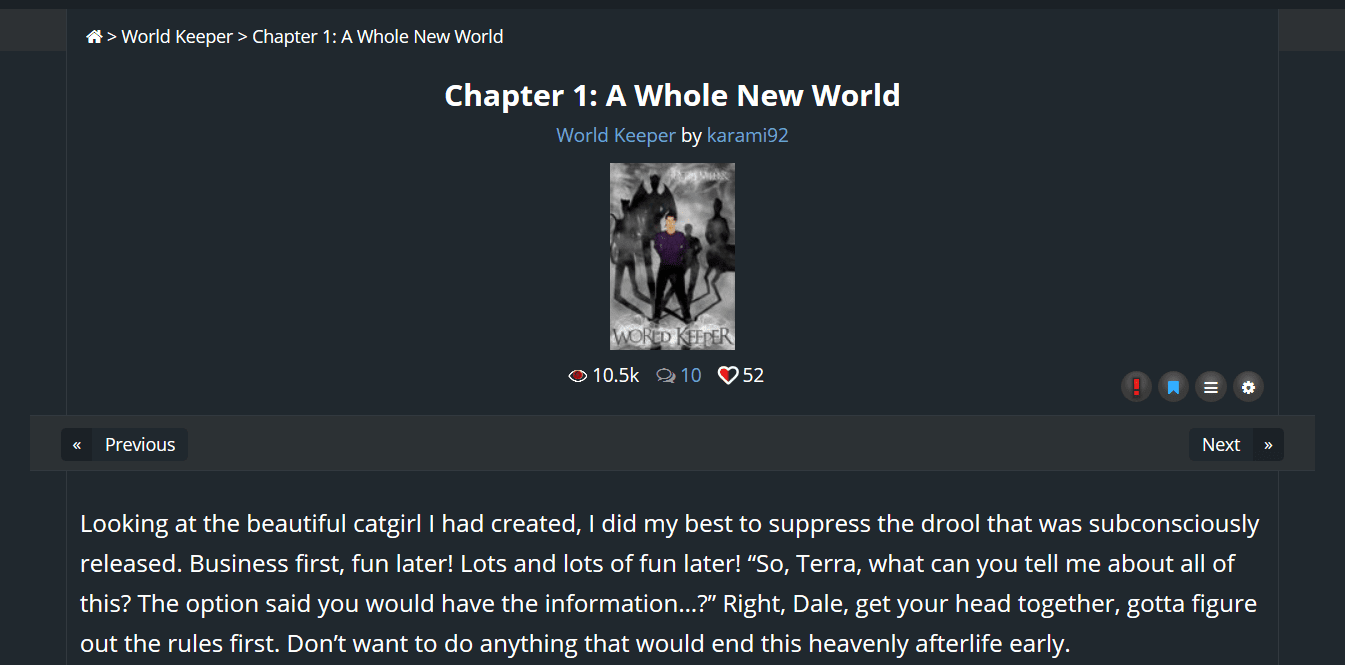 > World Keeper > Chapter 1: A Whole New World
Chapter 1: A Whole New World
World Keeper by karami92
WORLD KEEPER
10.5k 10 52
« Previous
Next »
Looking at the beautiful catgirl I had created, I did my best to suppress the drool that was subconsciously
released. Business first, fun later! Lots and lots of fun later! “So, Terra, what can you tell me about all of
this? The option said you would have the information…?” Right, Dale, get your head together, gotta figure
out the rules first. Don’t want to do anything that would end this heavenly afterlife early.